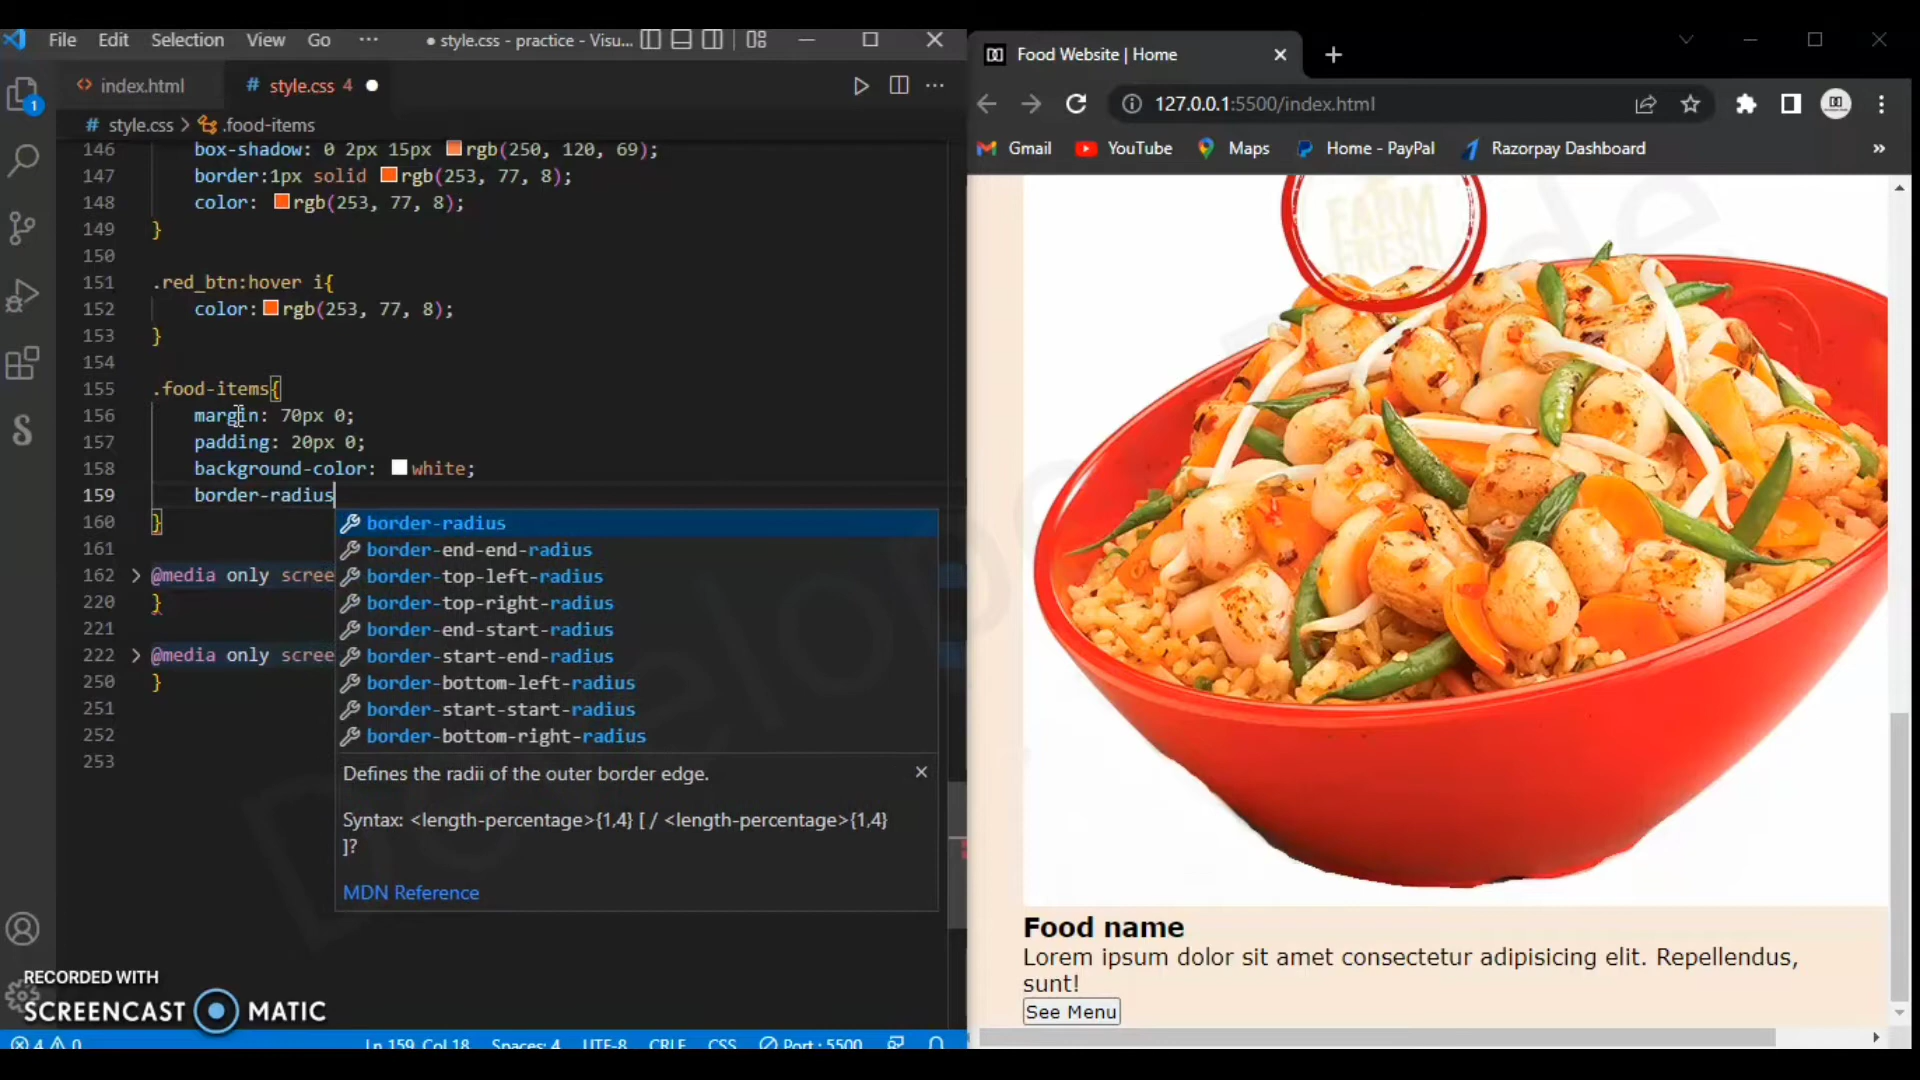 File Edit Selection View Go ··· ● style.css - practice - Visu...
index.html # style.css 4 ●
# style.css > .food-items
146 box-shadow: 0 2px 15px rgb(250, 120, 69);
147 border:1px solid rgb(253, 77, 8);
148 color: rgb(253, 77, 8);
149 }
150
151 .red_btn:hover i{
152 color: rgb(253, 77, 8);
153 }
154
155 .food-items{
156 margin: 70px 0;
157 padding: 20px 0;
158 background-color: white;
159 border-radius
160 }
161
162 @media only scree
220 }
221
222 @media only scree
250 }
251
252
253
border-radius
border-end-end-radius
border-top-left-radius
border-top-right-radius
border-end-start-radius
border-start-end-radius
border-bottom-left-radius
border-start-start-radius
border-bottom-right-radius
Defines the radii of the outer border edge.
Syntax: <length-percentage>{1,4} [ / <length-percentage>{1,4}
]?
MDN Reference
1
RECORDED WITH
SCREENCAST MATIC
4 0 Ln 159, Col 18 Spaces: 4 UTF-8 CRLF CSS Port : 5500
Food Website | Home
127.0.0.1:5500/index.html
Gmail YouTube Maps Home - PayPal Razorpay Dashboard »
FARM
FRESH
Food name
Lorem ipsum dolor sit amet consectetur adipisicing elit. Repellendus,
sunt!
See Menu